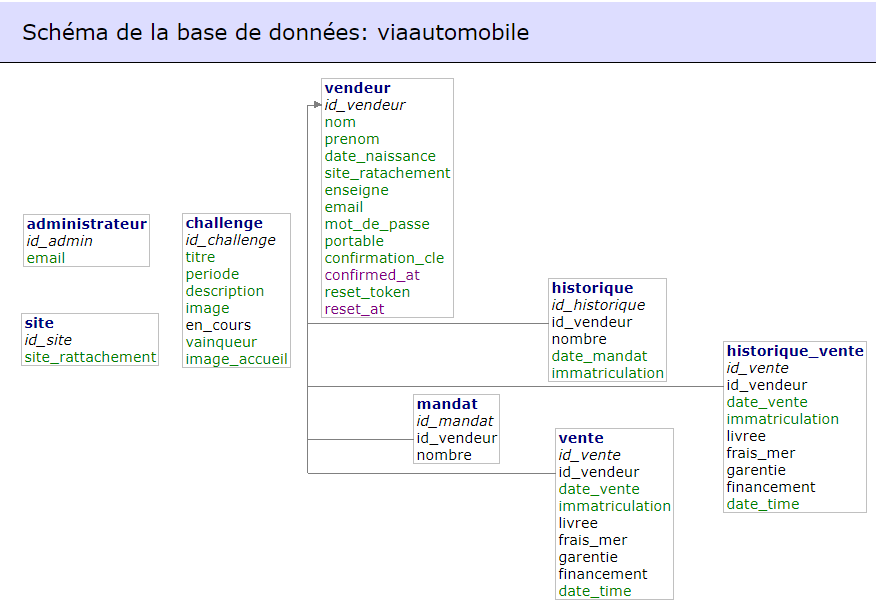 Schéma de la base de données: viaautomobile
administrateur
id_admin
email
site
id_site
site_rattachement
challenge
id_challenge
titre
periode
description
image
en_cours
vainqueur
image_accueil
vendeur
id_vendeur
nom
prenom
date_naissance
site_ratachement
enseigne
email
mot_de_passe
portable
confirmation_cle
confirmed_at
reset_token
reset_at
mandat
id_mandat
id_vendeur
nombre
historique
id_historique
id_vendeur
nombre
date_mandat
immatriculation
vente
id_vente
id_vendeur
date_vente
immatriculation
livree
frais_mer
garentie
financement
date_time
historique_vente
id_vente
id_vendeur
date_vente
immatriculation
livree
frais_mer
garentie
financement
date_time